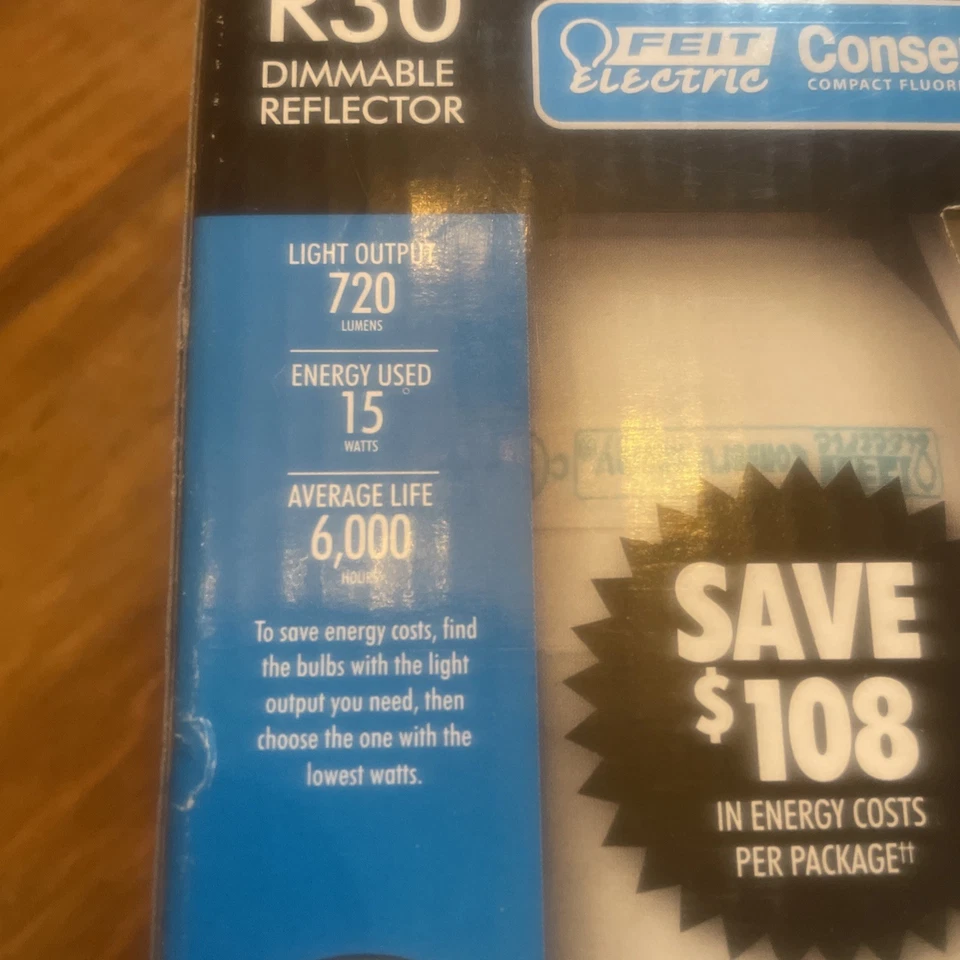 R30
DIMMABLE
REFLECTOR
FEIT
ELECTRIC
Conse
COMPACT FLUOR
LIGHT OUTPUT
720
LUMENS
ENERGY USED
15
WATTS
AVERAGE LIFE
6,000
HOURS
To save energy costs, find
the bulbs with the light
output you need, then
choose the one with the
lowest watts.
SAVE
$108
IN ENERGY COSTS
PER PACKAGE††